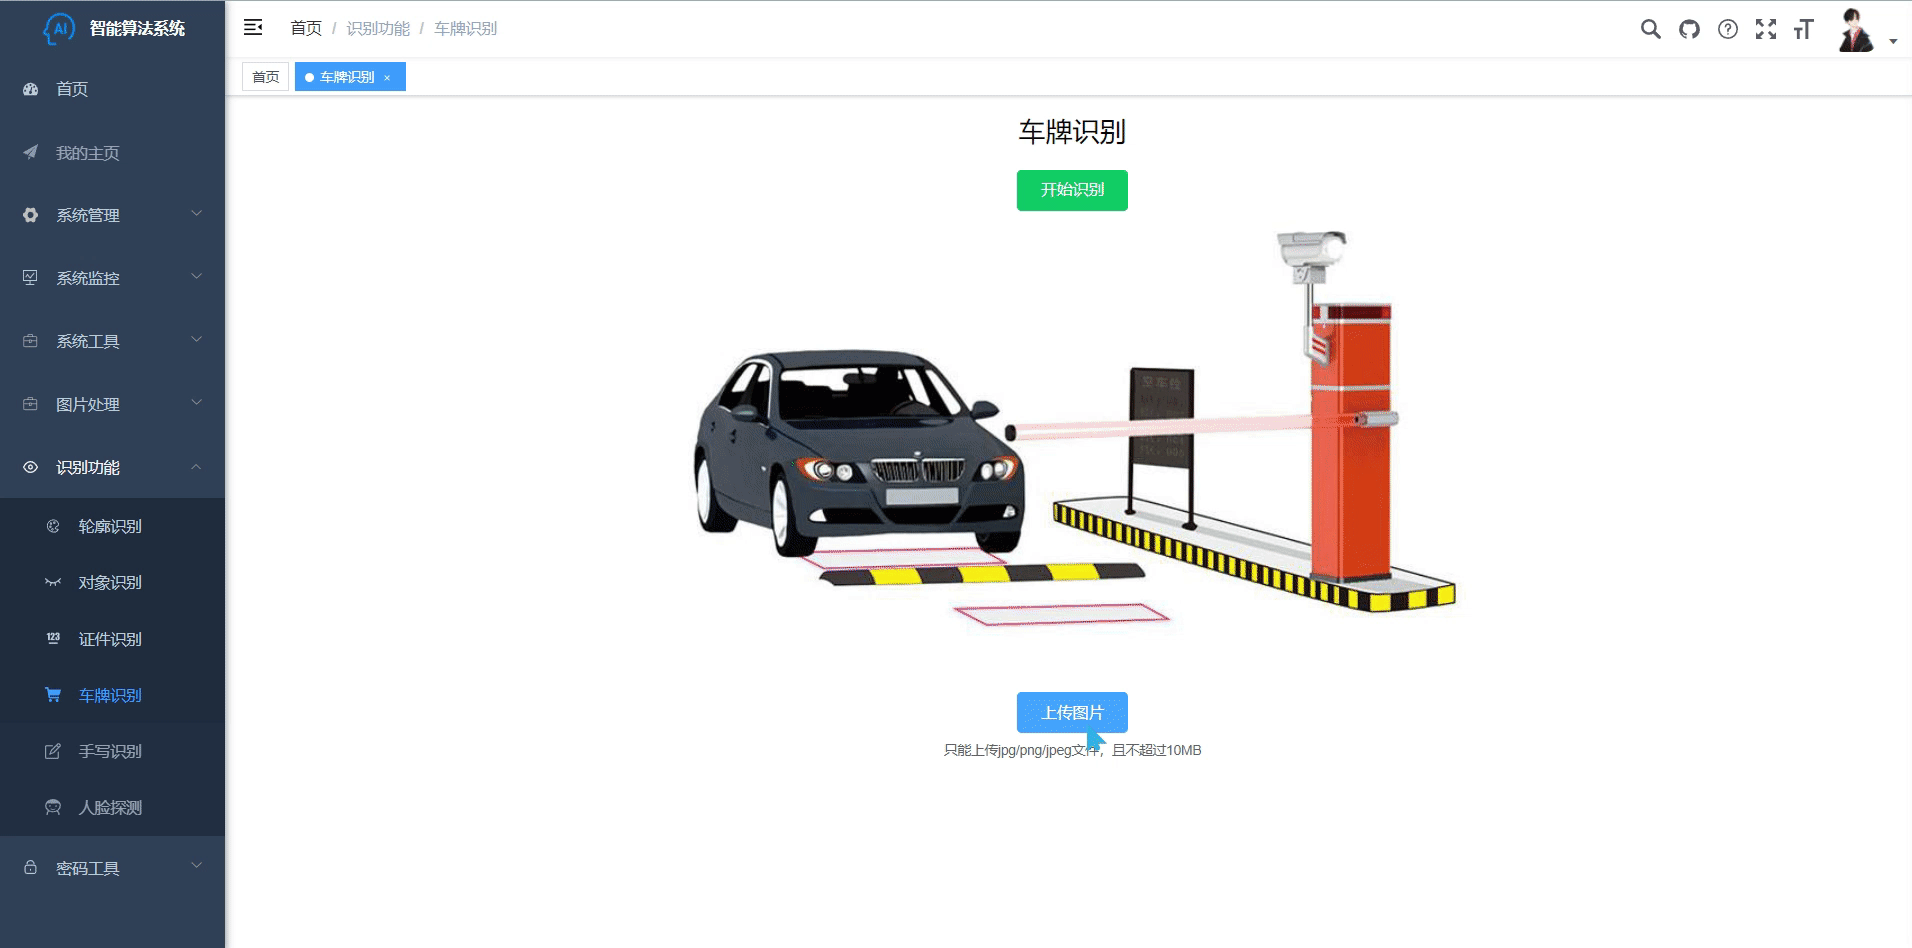 智能算法系统
首页
我的主页
系统管理
系统监控
系统工具
图片处理
识别功能
轮廓识别
对象识别
证件识别
车牌识别
手写识别
人脸探测
密码工具
首页 / 识别功能 / 车牌识别
首页
车牌识别 ×
车牌识别
开始识别
上传图片
只能上传jpg/png/jpeg文件，且不超过10MB